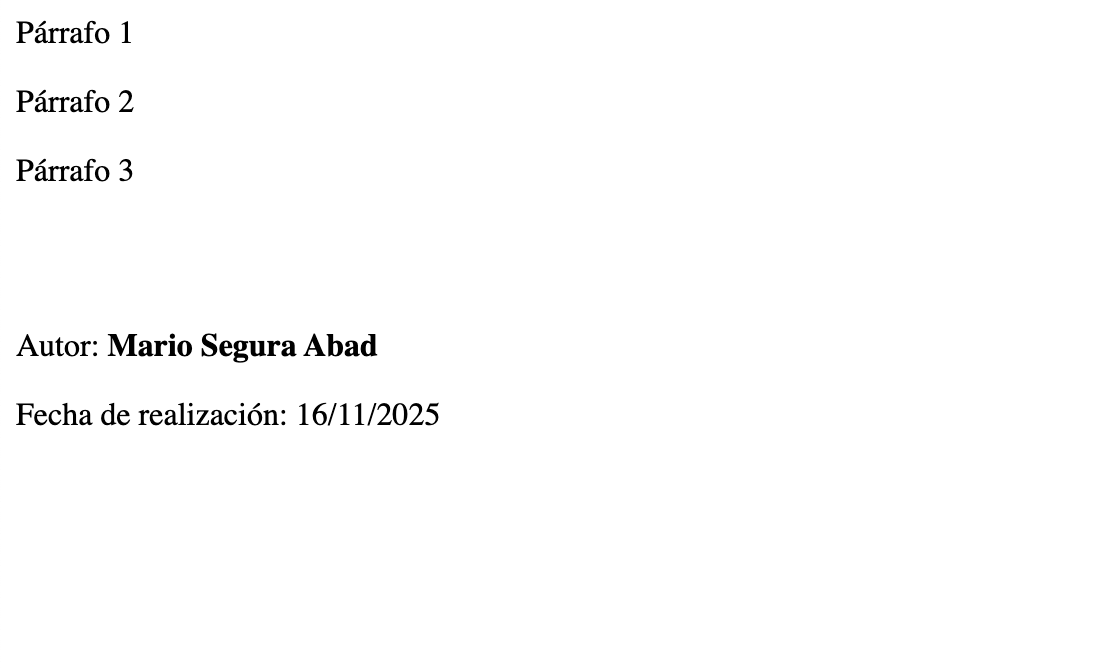 Párrafo 1
Párrafo 2
Párrafo 3
Autor: Mario Segura Abad
Fecha de realización: 16/11/2025